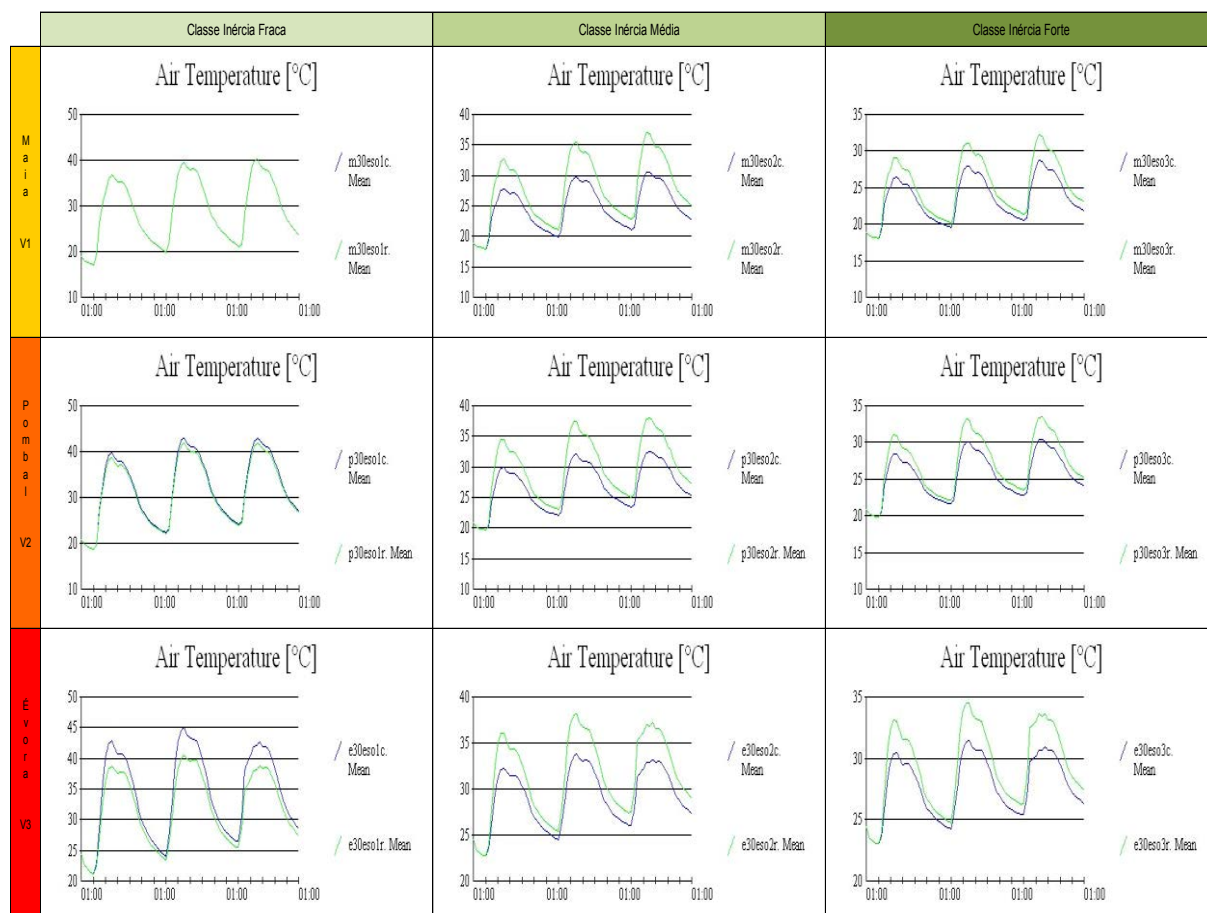 Classe Inércia Fraca
Classe Inércia Média
Classe Inércia Forte
Maia
V1
Air Temperature [°C]
50
40
30
20
10
01:00 01:00 01:00 01:00
m30eso1c.
Mean
m30eso1r.
Mean
Air Temperature [°C]
40
35
30
25
20
15
10
01:00 01:00 01:00 01:00
m30eso2c.
Mean
m30eso2r.
Mean
Air Temperature [°C]
35
30
25
20
15
10
01:00 01:00 01:00 01:00
m30eso3c.
Mean
m30eso3r.
Mean
Pombal
V2
Air Temperature [°C]
50
40
30
20
10
01:00 01:00 01:00 01:00
p30eso1c.
Mean
p30eso1r. Mean
Air Temperature [°C]
40
35
30
25
20
15
10
01:00 01:00 01:00 01:00
p30eso2c.
Mean
p30eso2r. Mean
Air Temperature [°C]
35
30
25
20
15
10
01:00 01:00 01:00 01:00
p30eso3c.
Mean
p30eso3r. Mean
Évora
V3
Air Temperature [°C]
50
45
40
35
30
25
20
01:00 01:00 01:00 01:00
e30eso1c.
Mean
e30eso1r. Mean
Air Temperature [°C]
40
35
30
25
20
01:00 01:00 01:00 01:00
e30eso2c.
Mean
e30eso2r. Mean
Air Temperature [°C]
35
30
25
20
01:00 01:00 01:00 01:00
e30eso3c.
Mean
e30eso3r. Mean